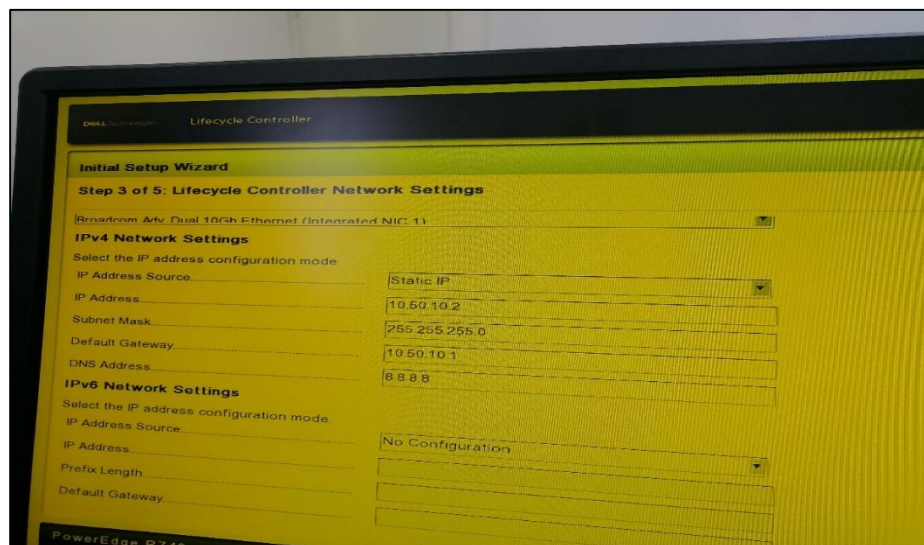 DELL Technologies Lifecycle Controller
Initial Setup Wizard
Step 3 of 5: Lifecycle Controller Network Settings
Broadcom Adv. Dual 10Gb Ethernet (Integrated NIC 1)
IPv4 Network Settings
Select the IP address configuration mode
IP Address Source Static IP
IP Address 10.50.10.2
Subnet Mask 255.255.255.0
Default Gateway 10.50.10.1
DNS Address 8.8.8.8
IPv6 Network Settings
Select the IP address configuration mode.
IP Address Source No Configuration
IP Address
Prefix Length
Default Gateway
PowerEdge